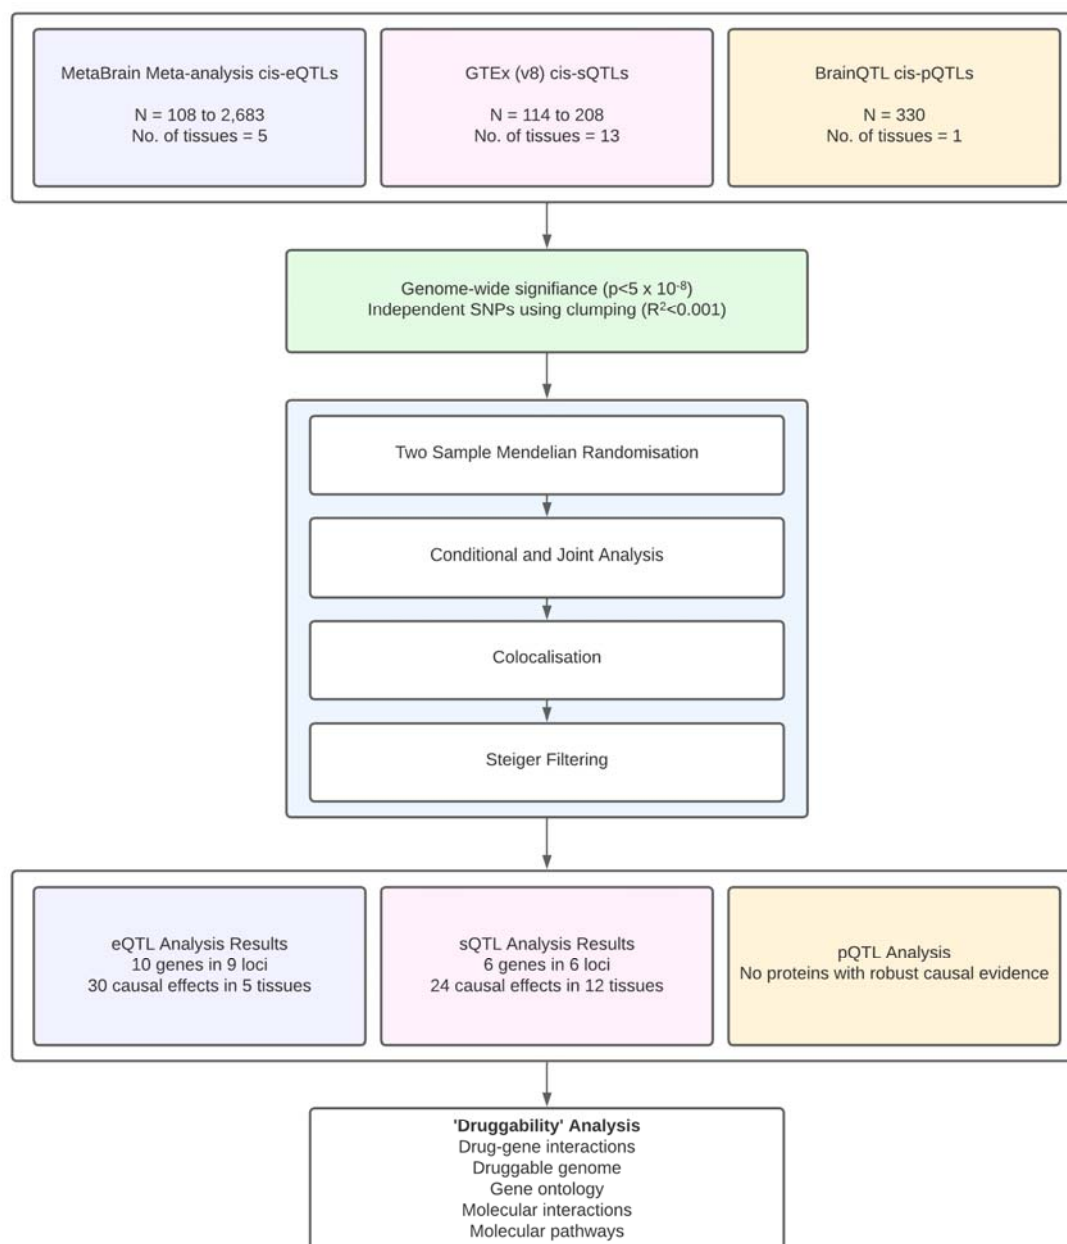 MetaBrain Meta-analysis cis-eQTLs
N = 108 to 2,683
No. of tissues = 5
GTEx (v8) cis-sQTLs
N = 114 to 208
No. of tissues = 13
BrainQTL cis-pQTLs
N = 330
No. of tissues = 1
Genome-wide signifiance (p<5 x 10⁻⁸)
Independent SNPs using clumping (R²<0.001)
Two Sample Mendelian Randomisation
Conditional and Joint Analysis
Colocalisation
Steiger Filtering
eQTL Analysis Results
10 genes in 9 loci
30 causal effects in 5 tissues
sQTL Analysis Results
6 genes in 6 loci
24 causal effects in 12 tissues
pQTL Analysis
No proteins with robust causal evidence
'Druggability' Analysis
Drug-gene interactions
Druggable genome
Gene ontology
Molecular interactions
Molecular pathways